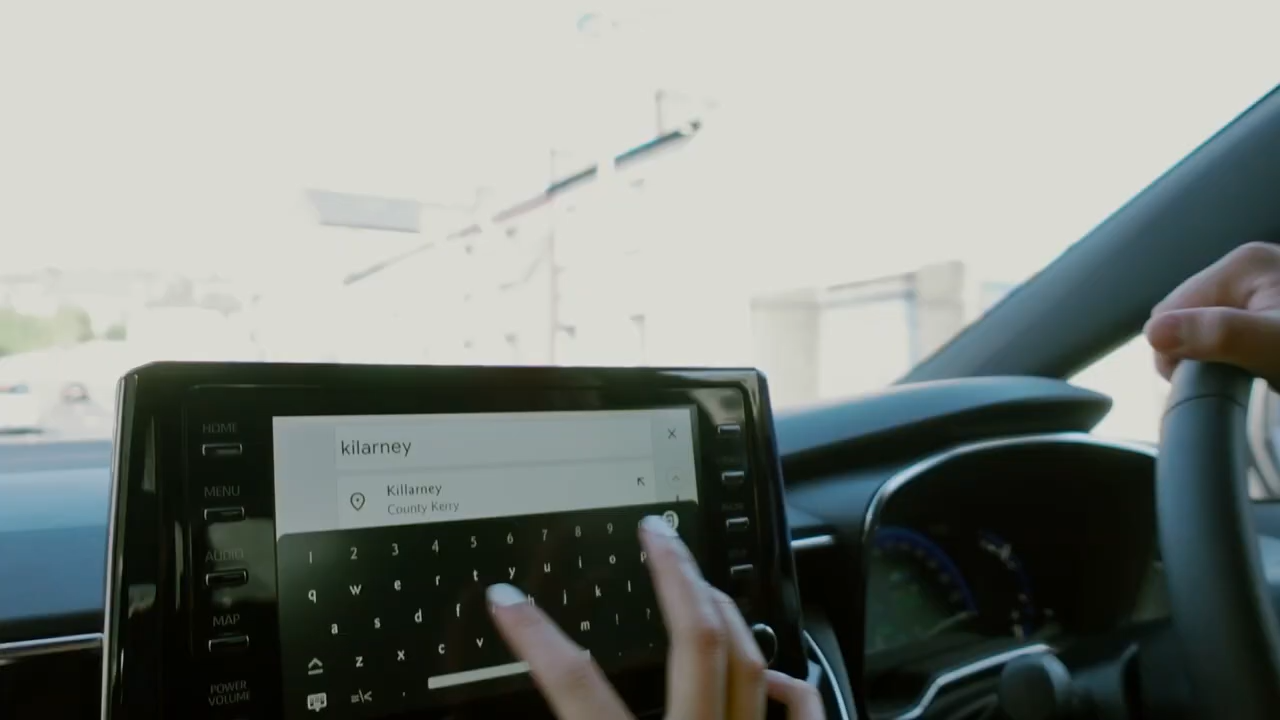 HOME
MENU
AUDIO
MAP
POWER
VOLUME
kilarney
Killarney
County Kerry
1 2 3 4 5 6 7 8 9
q w e r t y u i o p
a s d f j k l
z x c v m ! ?
=\<